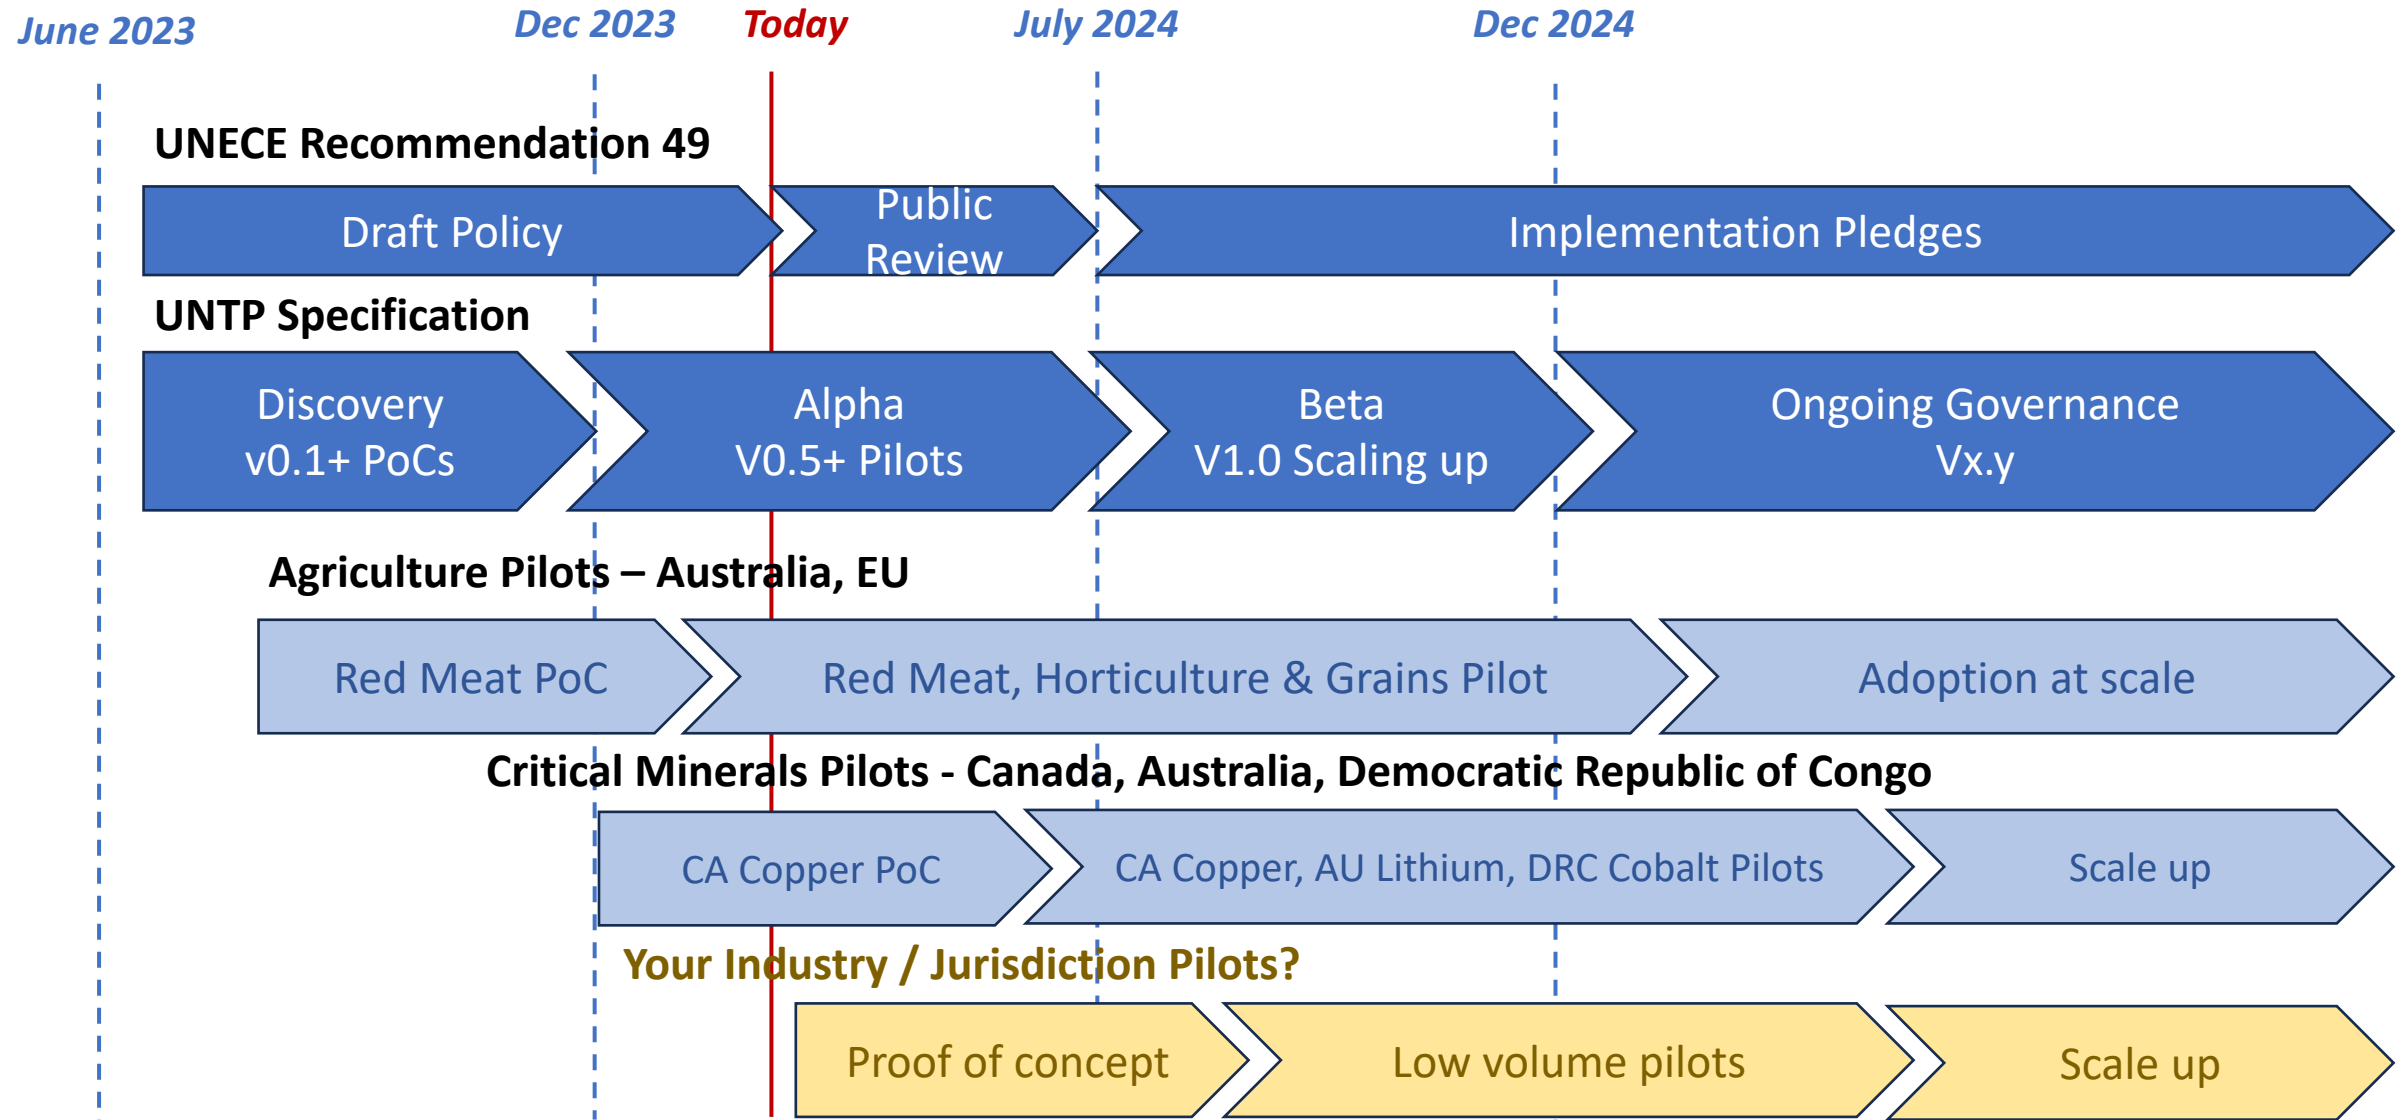 June 2023
Dec 2023
Today
July 2024
Dec 2024
UNECE Recommendation 49
Draft Policy
Public
Review
Implementation Pledges
UNTP Specification
Discovery
v0.1+ PoCs
Alpha
V0.5+ Pilots
Beta
V1.0 Scaling up
Ongoing Governance
Vx.y
Agriculture Pilots – Australia, EU
Red Meat PoC
Red Meat, Horticulture & Grains Pilot
Adoption at scale
Critical Minerals Pilots - Canada, Australia, Democratic Republic of Congo
CA Copper PoC
CA Copper, AU Lithium, DRC Cobalt Pilots
Scale up
Your Industry / Jurisdiction Pilots?
Proof of concept
Low volume pilots
Scale up